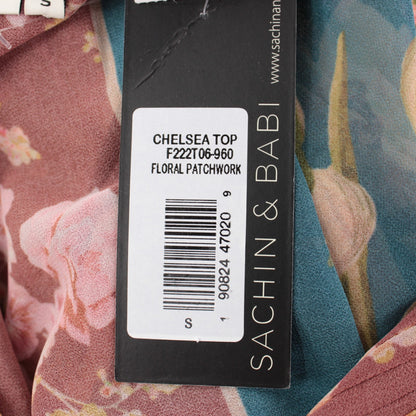 S
CHELSEA TOP
F222T06-960
FLORAL PATCHWORK
1 90824 47020 9
S
SACHIN & BABI
www.sachinan